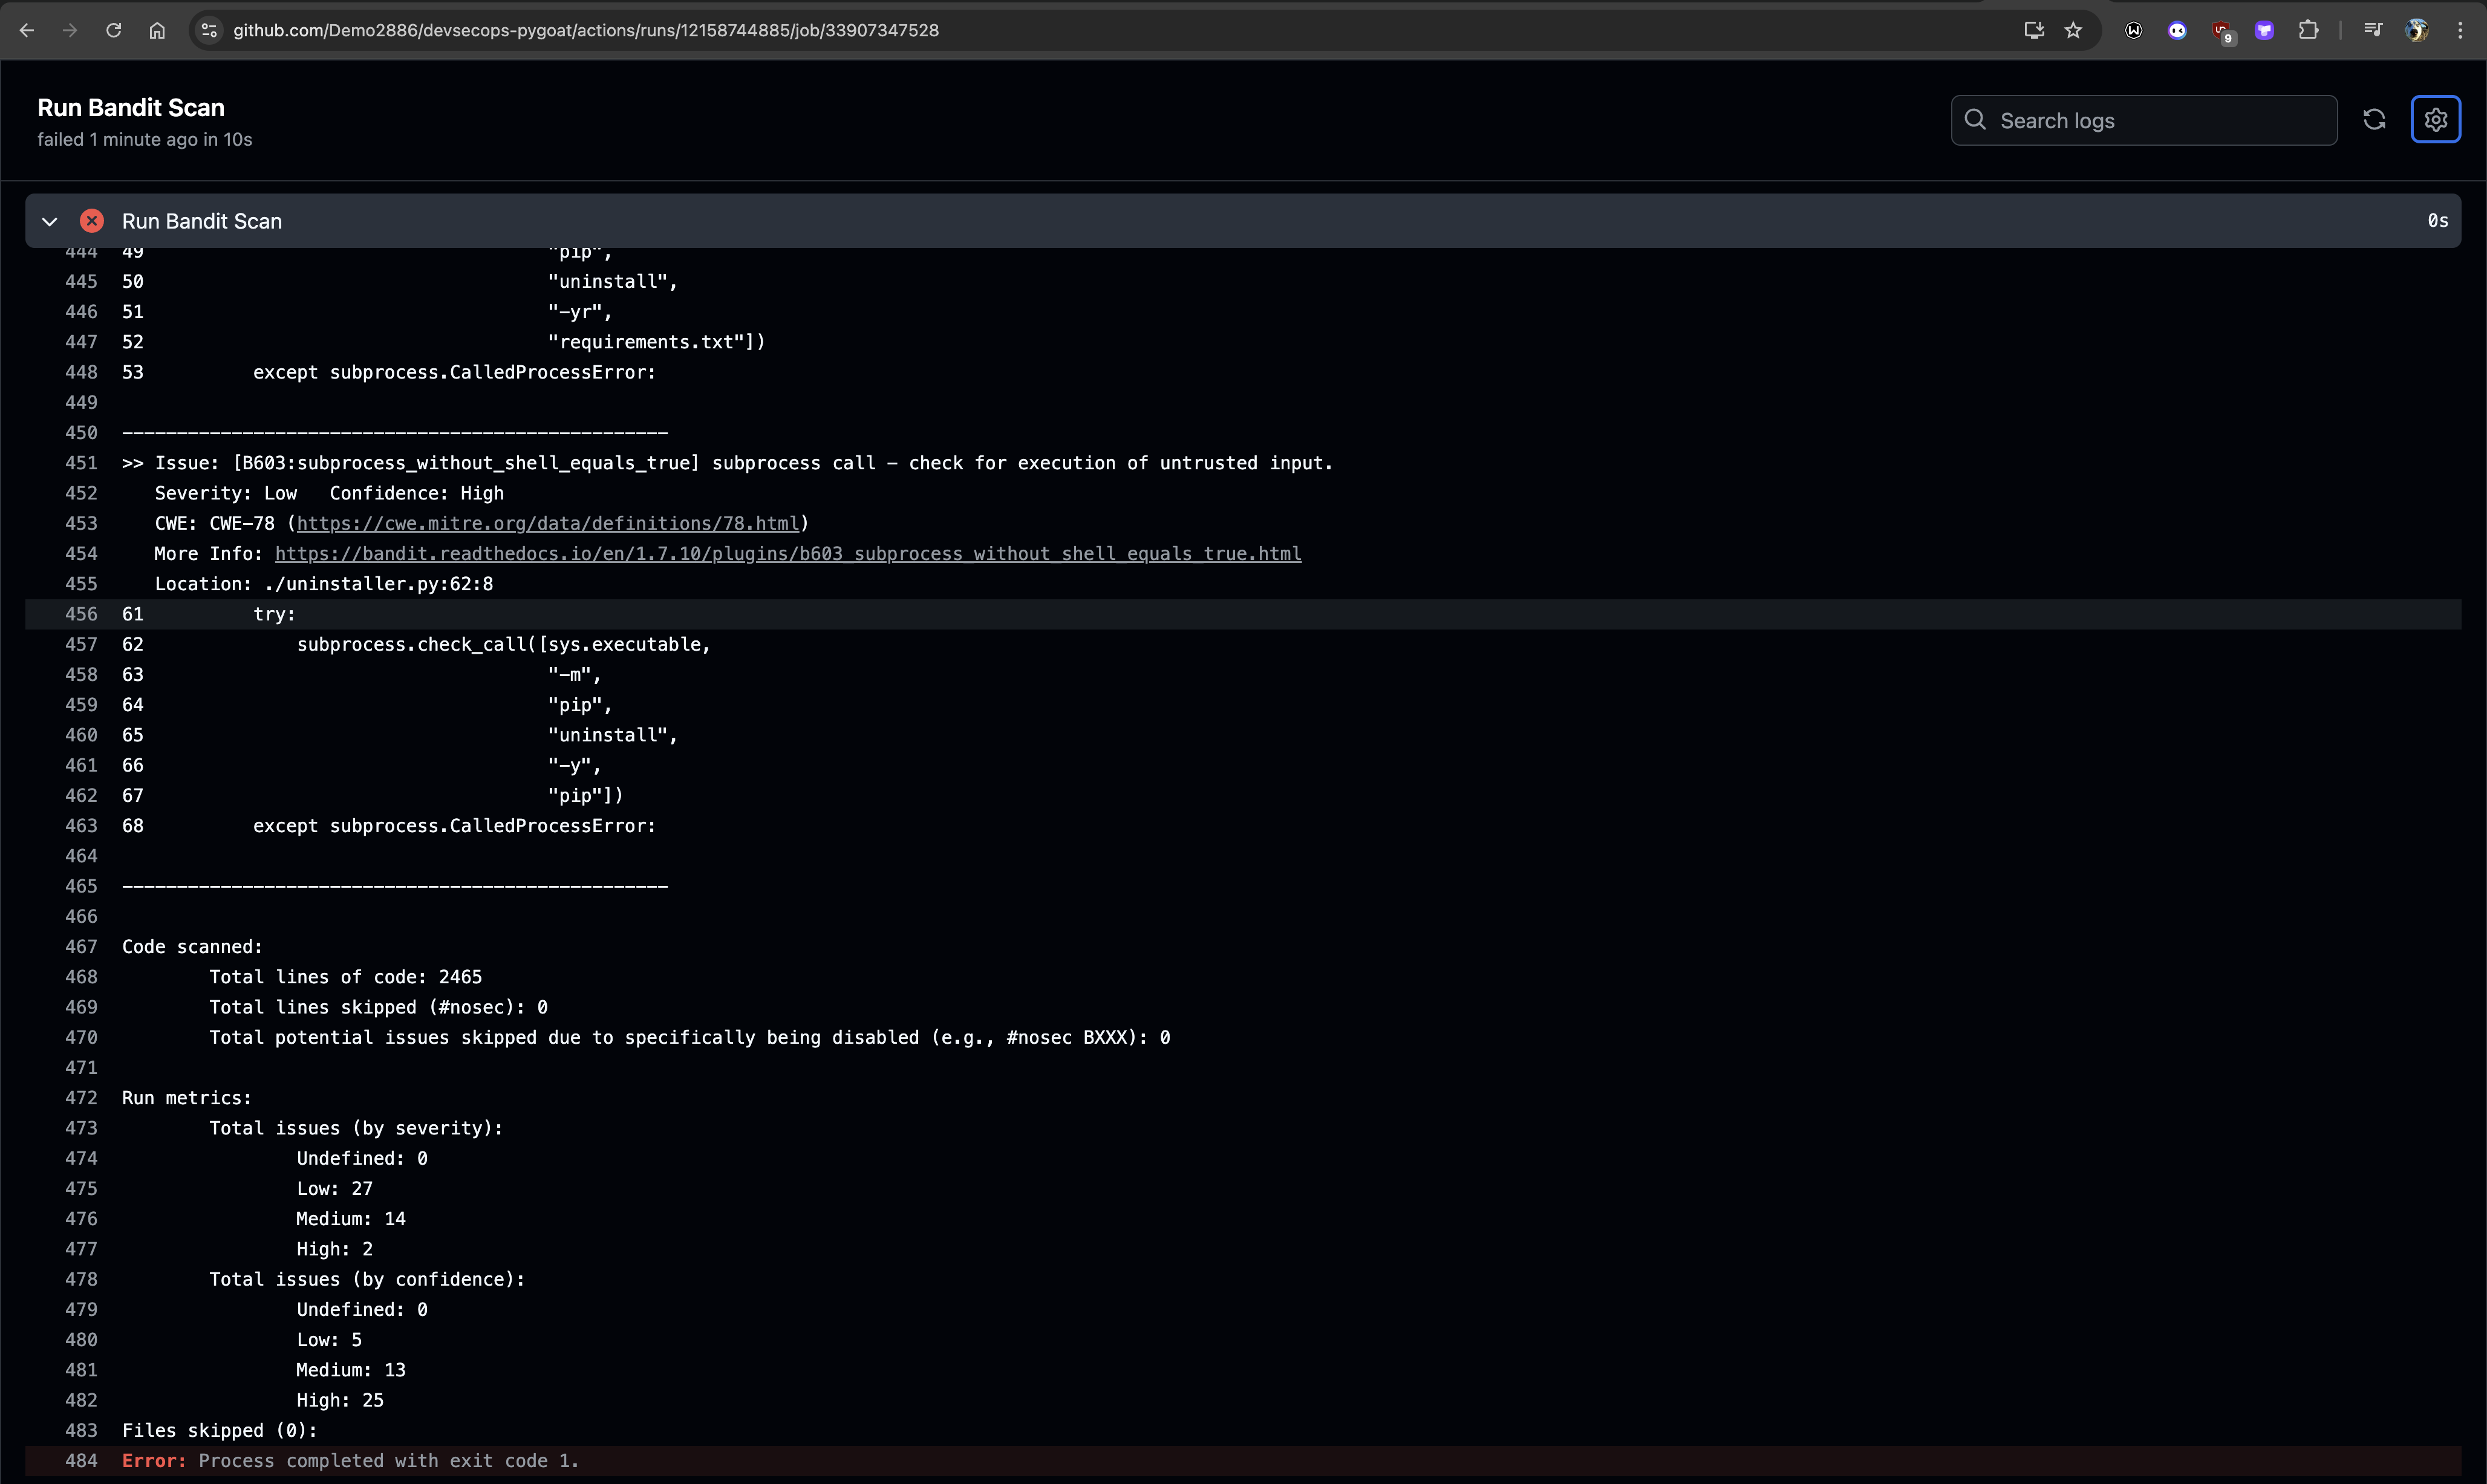 github.com/Demo2886/devsecops-pygoat/actions/runs/12158744885/job/33907347528
9
Run Bandit Scan
failed 1 minute ago in 10s
Search logs
Run Bandit Scan 0s
444 49 "pip",
445 50 "uninstall",
446 51 "-yr",
447 52 "requirements.txt"])
448 53 except subprocess.CalledProcessError:
449
450 --------------------------------------------------
451 >> Issue: [B603:subprocess_without_shell_equals_true] subprocess call - check for execution of untrusted input.
452 Severity: Low Confidence: High
453 CWE: CWE-78 (https://cwe.mitre.org/data/definitions/78.html)
454 More Info: https://bandit.readthedocs.io/en/1.7.10/plugins/b603_subprocess_without_shell_equals_true.html
455 Location: ./uninstaller.py:62:8
456 61 try:
457 62 subprocess.check_call([sys.executable,
458 63 "-m",
459 64 "pip",
460 65 "uninstall",
461 66 "-y",
462 67 "pip"])
463 68 except subprocess.CalledProcessError:
464
465 --------------------------------------------------
466
467 Code scanned:
468 Total lines of code: 2465
469 Total lines skipped (#nosec): 0
470 Total potential issues skipped due to specifically being disabled (e.g., #nosec BXXX): 0
471
472 Run metrics:
473 Total issues (by severity):
474 Undefined: 0
475 Low: 27
476 Medium: 14
477 High: 2
478 Total issues (by confidence):
479 Undefined: 0
480 Low: 5
481 Medium: 13
482 High: 25
483 Files skipped (0):
484 Error: Process completed with exit code 1.